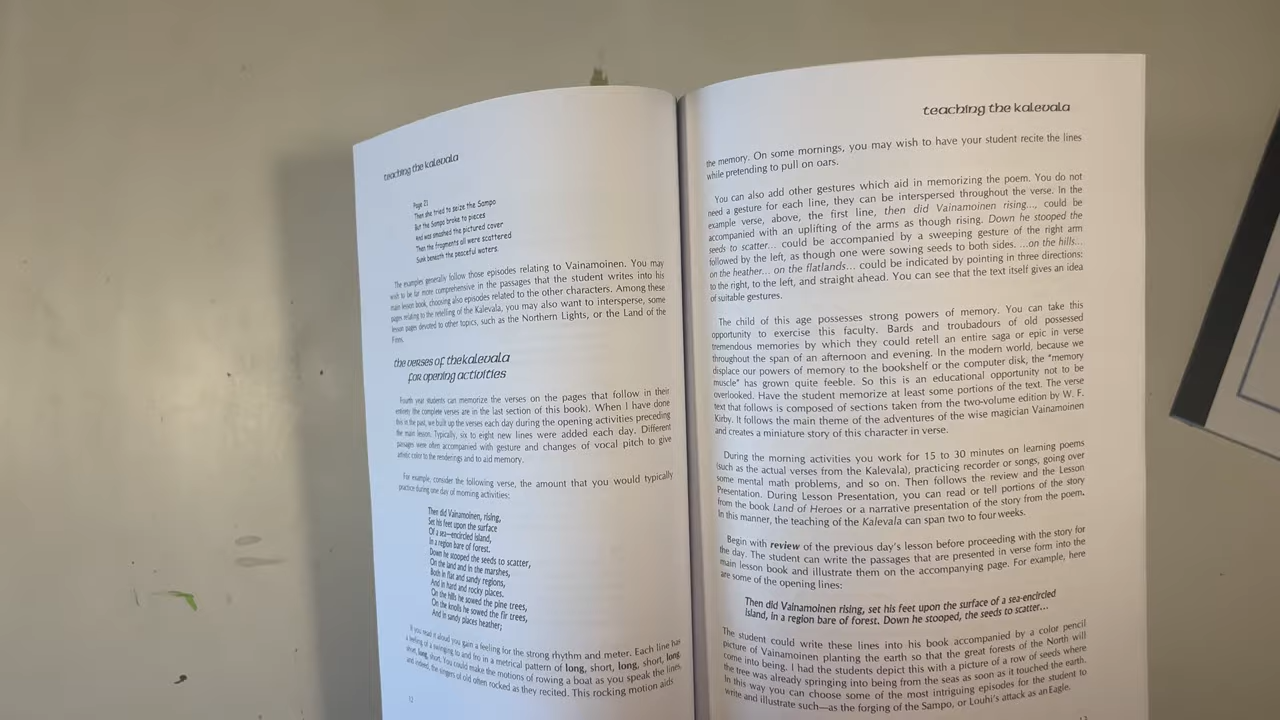 teaching the kalevala
Page 21
Then she tried to seize the Sampo
But the Sampo broke to pieces
And was smashed the pictured cover
Then the fragments all were scattered
Sunk beneath the peaceful waters.
The examples generally follow those episodes relating to Vainamoinen. You may
wish to be far more comprehensive in the passages that the student writes into his
main lesson book, choosing also episodes related to the other characters. Among these
pages relating to the retelling of the Kalevala, you may also want to intersperse, some
lesson pages devoted to other topics, such as the Northern Lights, or the Land of the
Finns.
the verses of the kalevala
for opening activities
Fourth year students can memorize the verses on the pages that follow in their
entirety (the complete verses are in the last section of this book). When I have done
this in the past, we built up the verses each day during the opening activities preceding
the main lesson. Typically, six to eight new lines were added each day. Different
passages were often accompanied with gesture and changes of vocal pitch to give
artistic color to the renderings and to aid memory.
For example, consider the following verse, the amount that you would typically
practice during one day of morning activities:
Then did Vainamoinen, rising,
Set his feet upon the surface
Of a sea—encircled island,
In a region bare of forest.
Down he stooped the seeds to scatter,
On the land and in the marshes,
Both in flat and sandy regions,
And in hard and rocky places.
On the hills he sowed the pine trees,
On the knolls he sowed the fir trees,
And in sandy places heather;
If you read it aloud you gain a feeling for the strong rhythm and meter. Each line has
a feeling of a swinging to and fro in a metrical pattern of long, short, long, short, long
short, long, short. You could make the motions of rowing a boat as you speak the lines
and indeed, the singers of old often rocked as they recited. This rocking motion aids
12
teaching the kalevala
the memory. On some mornings, you may wish to have your student recite the lines
while pretending to pull on oars.
You can also add other gestures which aid in memorizing the poem. You do not
need a gesture for each line, they can be interspersed throughout the verse. In the
example verse, above, the first line, then did Vainamoinen rising..., could be
accompanied with an uplifting of the arms as though rising. Down he stooped the
seeds to scatter... could be accompanied by a sweeping gesture of the right arm
followed by the left, as though one were sowing seeds to both sides. ...on the hills...
on the heather... on the flatlands... could be indicated by pointing in three directions:
to the right, to the left, and straight ahead. You can see that the text itself gives an idea
of suitable gestures.
The child of this age possesses strong powers of memory. You can take this
opportunity to exercise this faculty. Bards and troubadours of old possessed
tremendous memories by which they could retell an entire saga or epic in verse
throughout the span of an afternoon and evening. In the modern world, because we
displace our powers of memory to the bookshelf or the computer disk, the "memory
muscle" has grown quite feeble. So this is an educational opportunity not to be
overlooked. Have the student memorize at least some portions of the text. The verse
text that follows is composed of sections taken from the two-volume edition by W. F.
Kirby. It follows the main theme of the adventures of the wise magician Vainamoinen
and creates a miniature story of this character in verse.
During the morning activities you work for 15 to 30 minutes on learning poems
(such as the actual verses from the Kalevala), practicing recorder or songs, going over
some mental math problems, and so on. Then follows the review and the Lesson
Presentation. During Lesson Presentation, you can read or tell portions of the story
from the book Land of Heroes or a narrative presentation of the story from the poem.
In this manner, the teaching of the Kalevala can span two to four weeks.
Begin with review of the previous day's lesson before proceeding with the story for
the day. The student can write the passages that are presented in verse form into the
main lesson book and illustrate them on the accompanying page. For example, here
are some of the opening lines:
Then did Vainamoinen rising, set his feet upon the surface of a sea-encircled
island, in a region bare of forest. Down he stooped, the seeds to scatter...
The student could write these lines into his book accompanied by a color pencil
picture of Vainamoinen planting the earth so that the great forests of the North will
come into being. I had the students depict this with a picture of a row of seeds where
the tree was already springing into being from the seas as soon as it touched the earth.
In this way you can choose some of the most intriguing episodes for the student to
write and illustrate such—as the forging of the Sampo, or Louhi's attack as an Eagle.